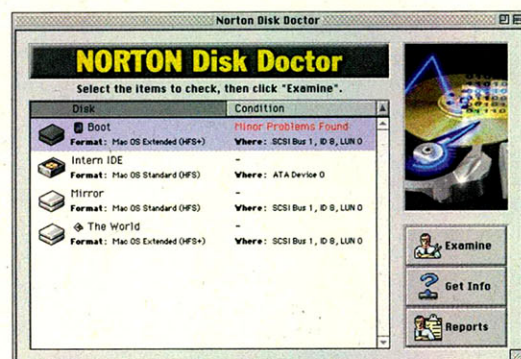 Norton Disk Doctor
NORTON Disk Doctor
Select the items to check, then click "Examine".
Disk Condition
Boot Minor Problems Found
Format: Mac OS Extended (HFS+) Where: SCSI Bus 1, ID 8, LUN 0
Intern IDE -
Format: Mac OS Standard (HFS) Where: ATA Device 0
Mirror -
Format: Mac OS Standard (HFS) Where: SCSI Bus 1, ID 8, LUN 0
The World -
Format: Mac OS Extended (HFS+) Where: SCSI Bus 1, ID 9, LUN 0
Examine
Get Info
Reports